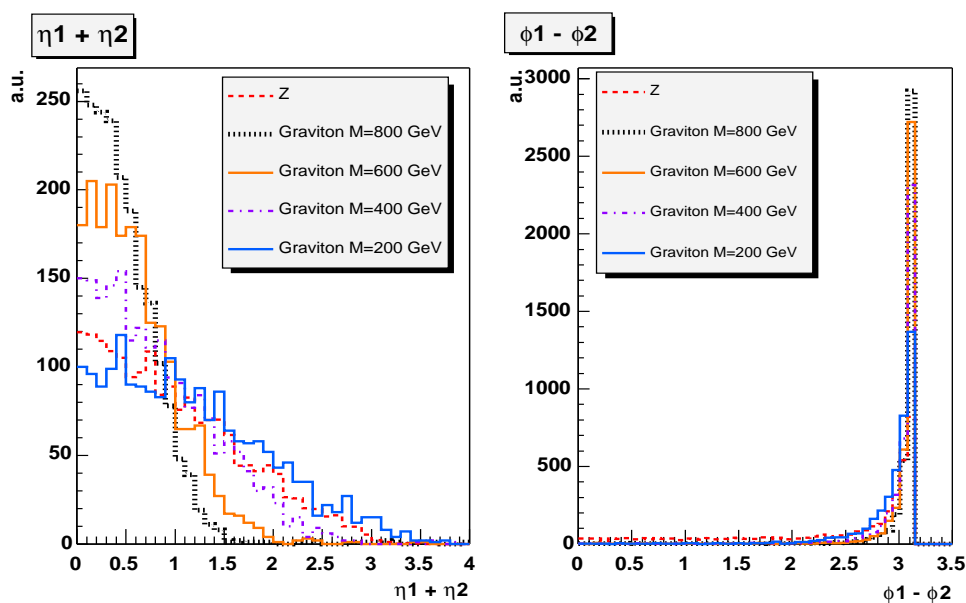 η1 + η2
a.u.
250
200
150
100
50
0
Z
Graviton M=800 GeV
Graviton M=600 GeV
Graviton M=400 GeV
Graviton M=200 GeV
0 0.5 1 1.5 2 2.5 3 3.5 4
η1 + η2
ϕ1 - ϕ2
a.u.
3000
2500
2000
1500
1000
500
0
Z
Graviton M=800 GeV
Graviton M=600 GeV
Graviton M=400 GeV
Graviton M=200 GeV
0 0.5 1 1.5 2 2.5 3 3.5
ϕ1 - ϕ2